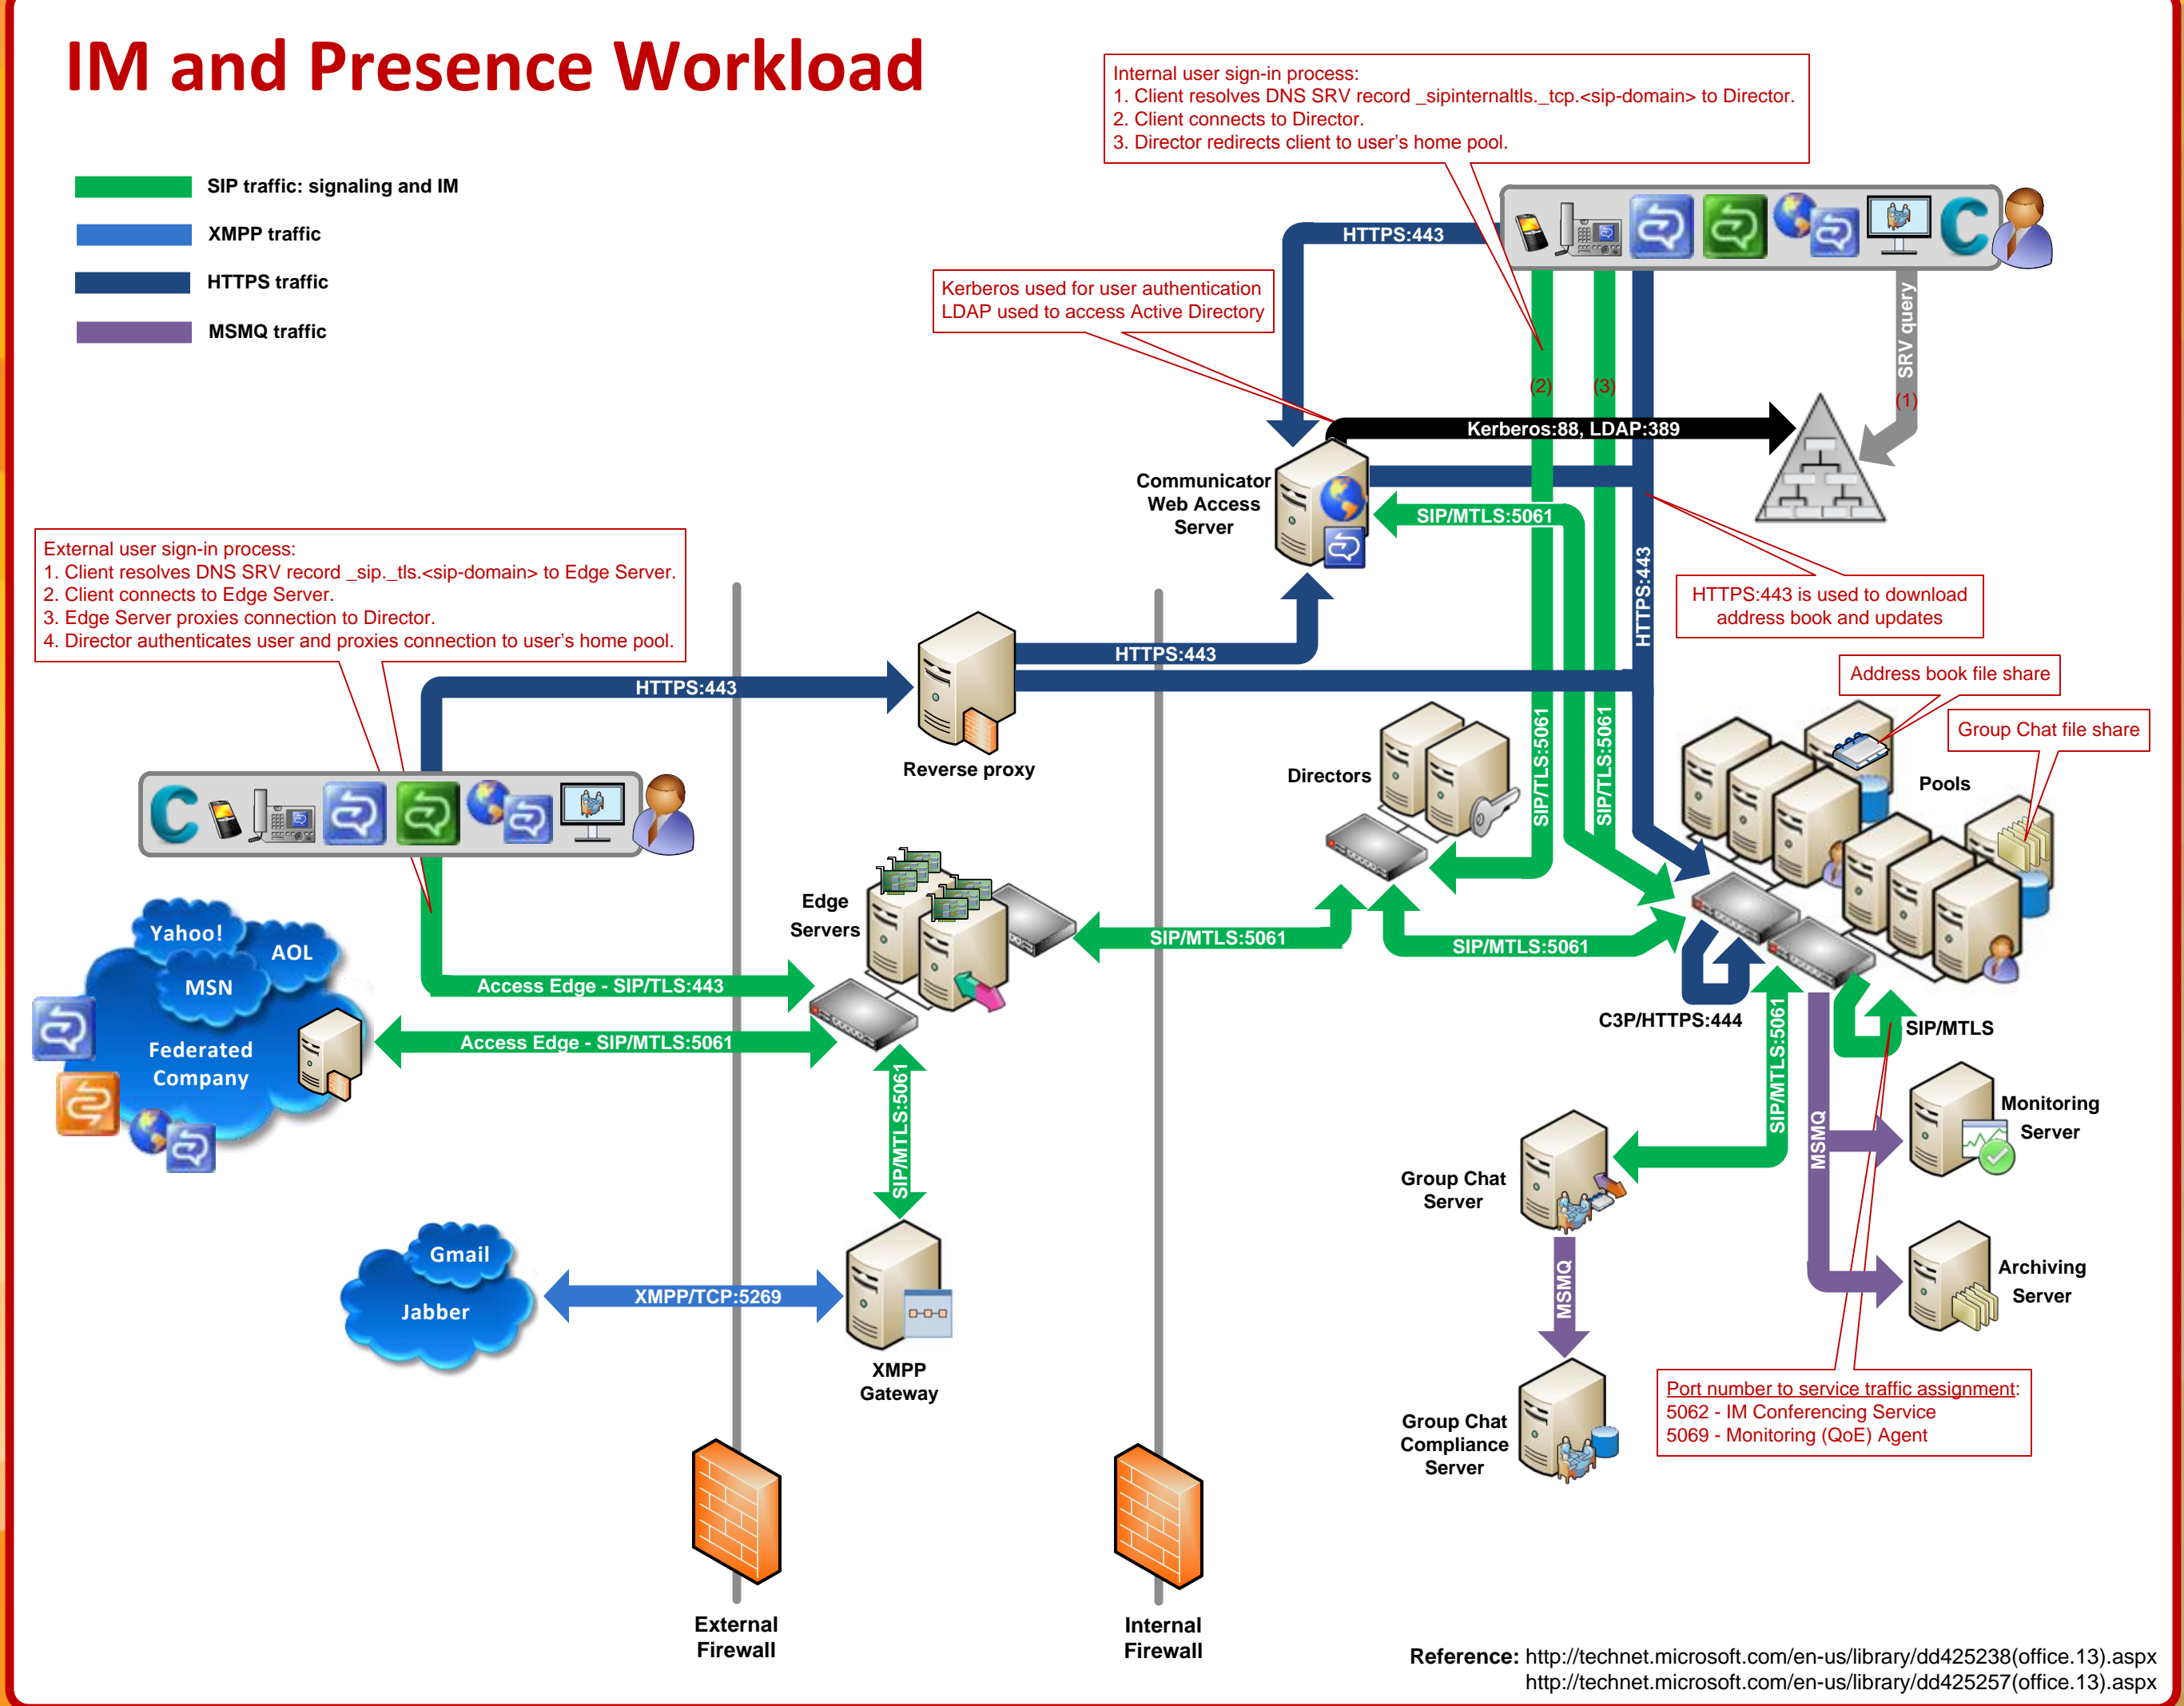 IM and Presence Workload
SIP traffic: signaling and IM
XMPP traffic
HTTPS traffic
MSMQ traffic
Internal user sign-in process:
1. Client resolves DNS SRV record _sipinternaltls._tcp.<sip-domain> to Director.
2. Client connects to Director.
3. Director redirects client to user's home pool.
HTTPS:443
Kerberos used for user authentication
LDAP used to access Active Directory
SRV query
(2)
(3)
(1)
Kerberos:88, LDAP:389
Communicator
Web Access
Server
SIP/MTLS:5061
External user sign-in process:
1. Client resolves DNS SRV record _sip._tls.<sip-domain> to Edge Server.
2. Client connects to Edge Server.
3. Edge Server proxies connection to Director.
4. Director authenticates user and proxies connection to user's home pool.
HTTPS:443
HTTPS:443 is used to download
address book and updates
HTTPS:443
HTTPS:443
Address book file share
Group Chat file share
Reverse proxy
Directors
SIP/TLS:5061
SIP/TLS:5061
Pools
C
C
Edge
Servers
Yahoo!
AOL
MSN
Federated
Company
SIP/MTLS:5061
SIP/MTLS:5061
Access Edge - SIP/TLS:443
Access Edge - SIP/MTLS:5061
C3P/HTTPS:444
SIP/MTLS
SIP/MTLS:5061
SIP/MTLS:5061
MSMQ
Monitoring
Server
Group Chat
Server
Gmail
Jabber
XMPP/TCP:5269
MSMQ
Archiving
Server
XMPP
Gateway
Port number to service traffic assignment:
5062 - IM Conferencing Service
5069 - Monitoring (QoE) Agent
Group Chat
Compliance
Server
External
Firewall
Internal
Firewall
Reference: http://technet.microsoft.com/en-us/library/dd425238(office.13).aspx
http://technet.microsoft.com/en-us/library/dd425257(office.13).aspx